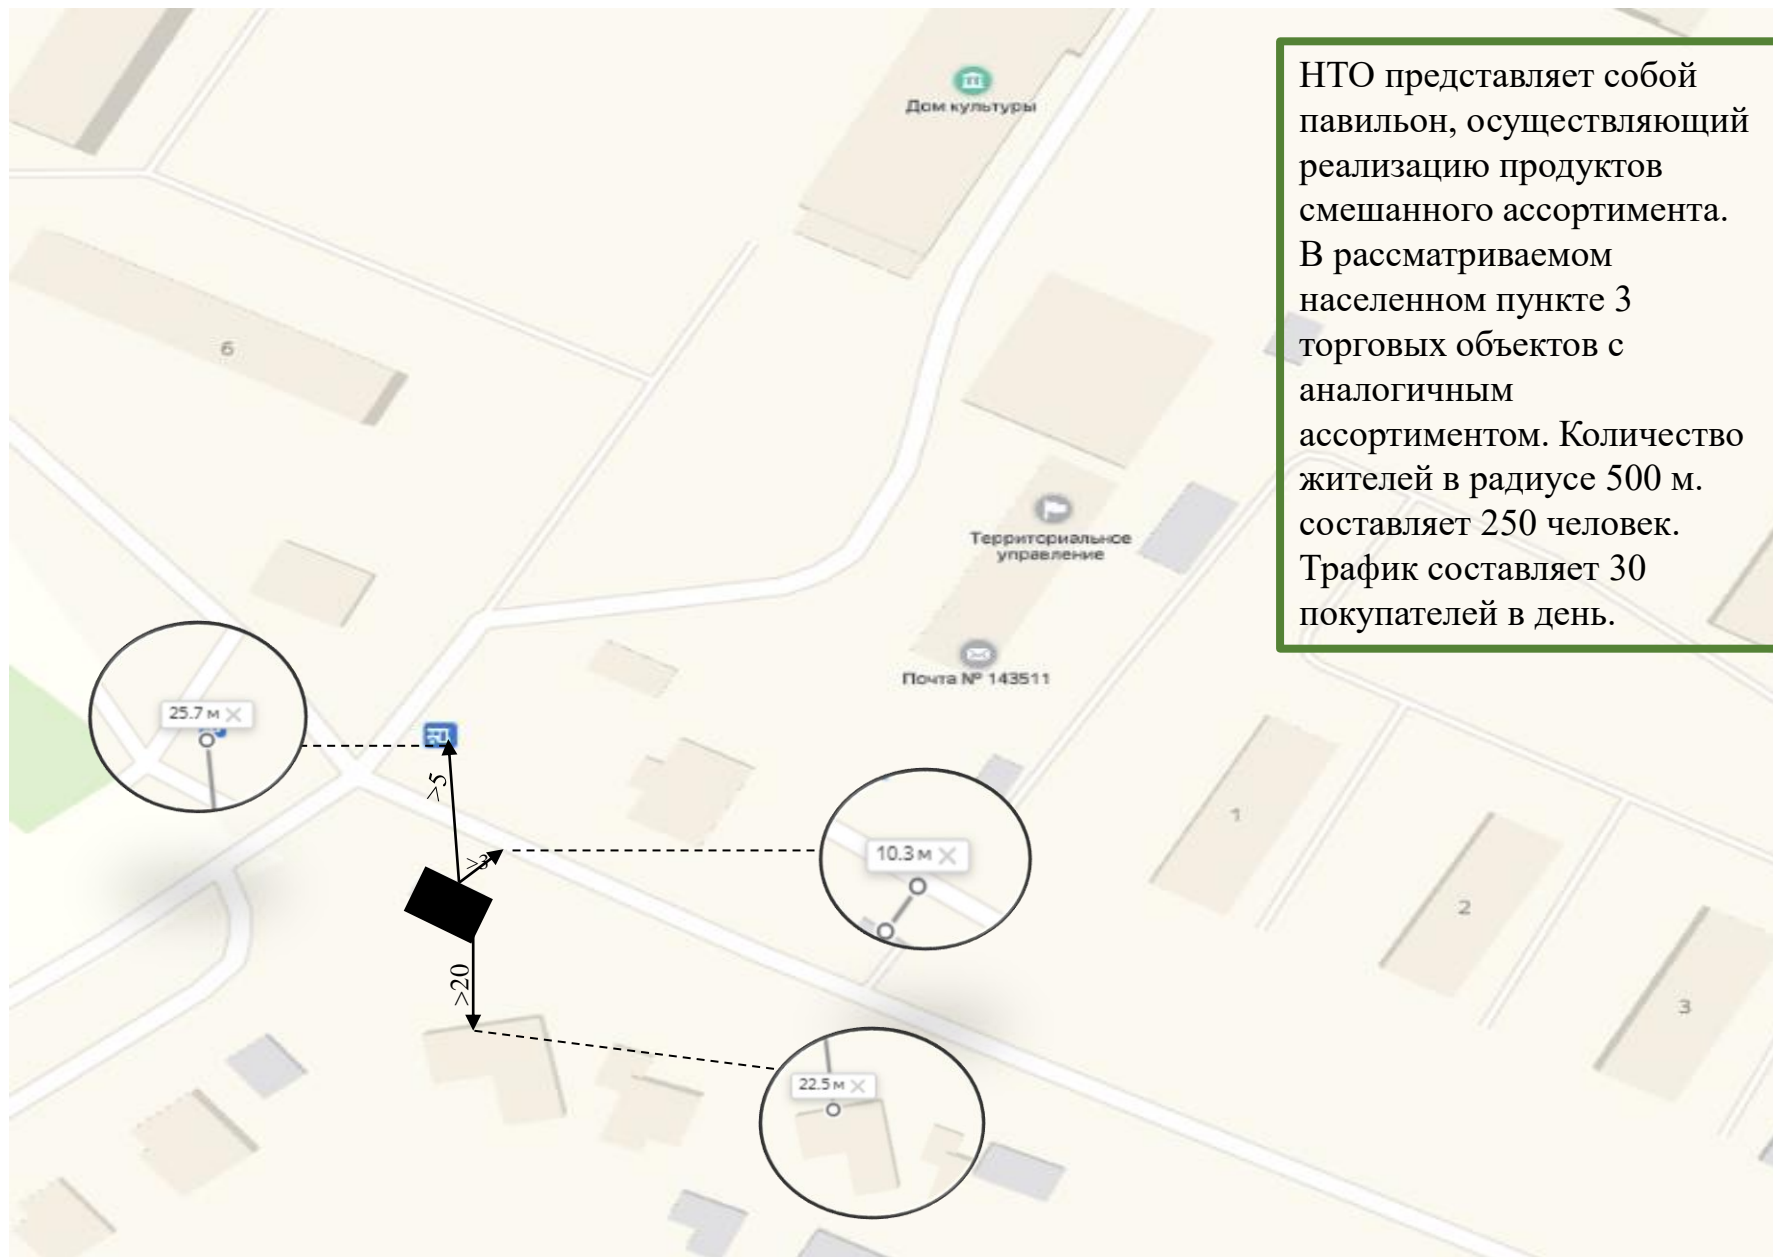 НТО представляет собой
павильон, осуществляющий
реализацию продуктов
смешанного ассортимента.
В рассматриваемом
населенном пункте 3
торговых объектов с
аналогичным
ассортиментом. Количество
жителей в радиусе 500 м.
составляет 250 человек.
Трафик составляет 30
покупателей в день.
Дом культуры
6
Территориальное
управление
Почта № 143511
25.7 м
>5
>3
10.3 м
>20
22.5 м
1
2
3